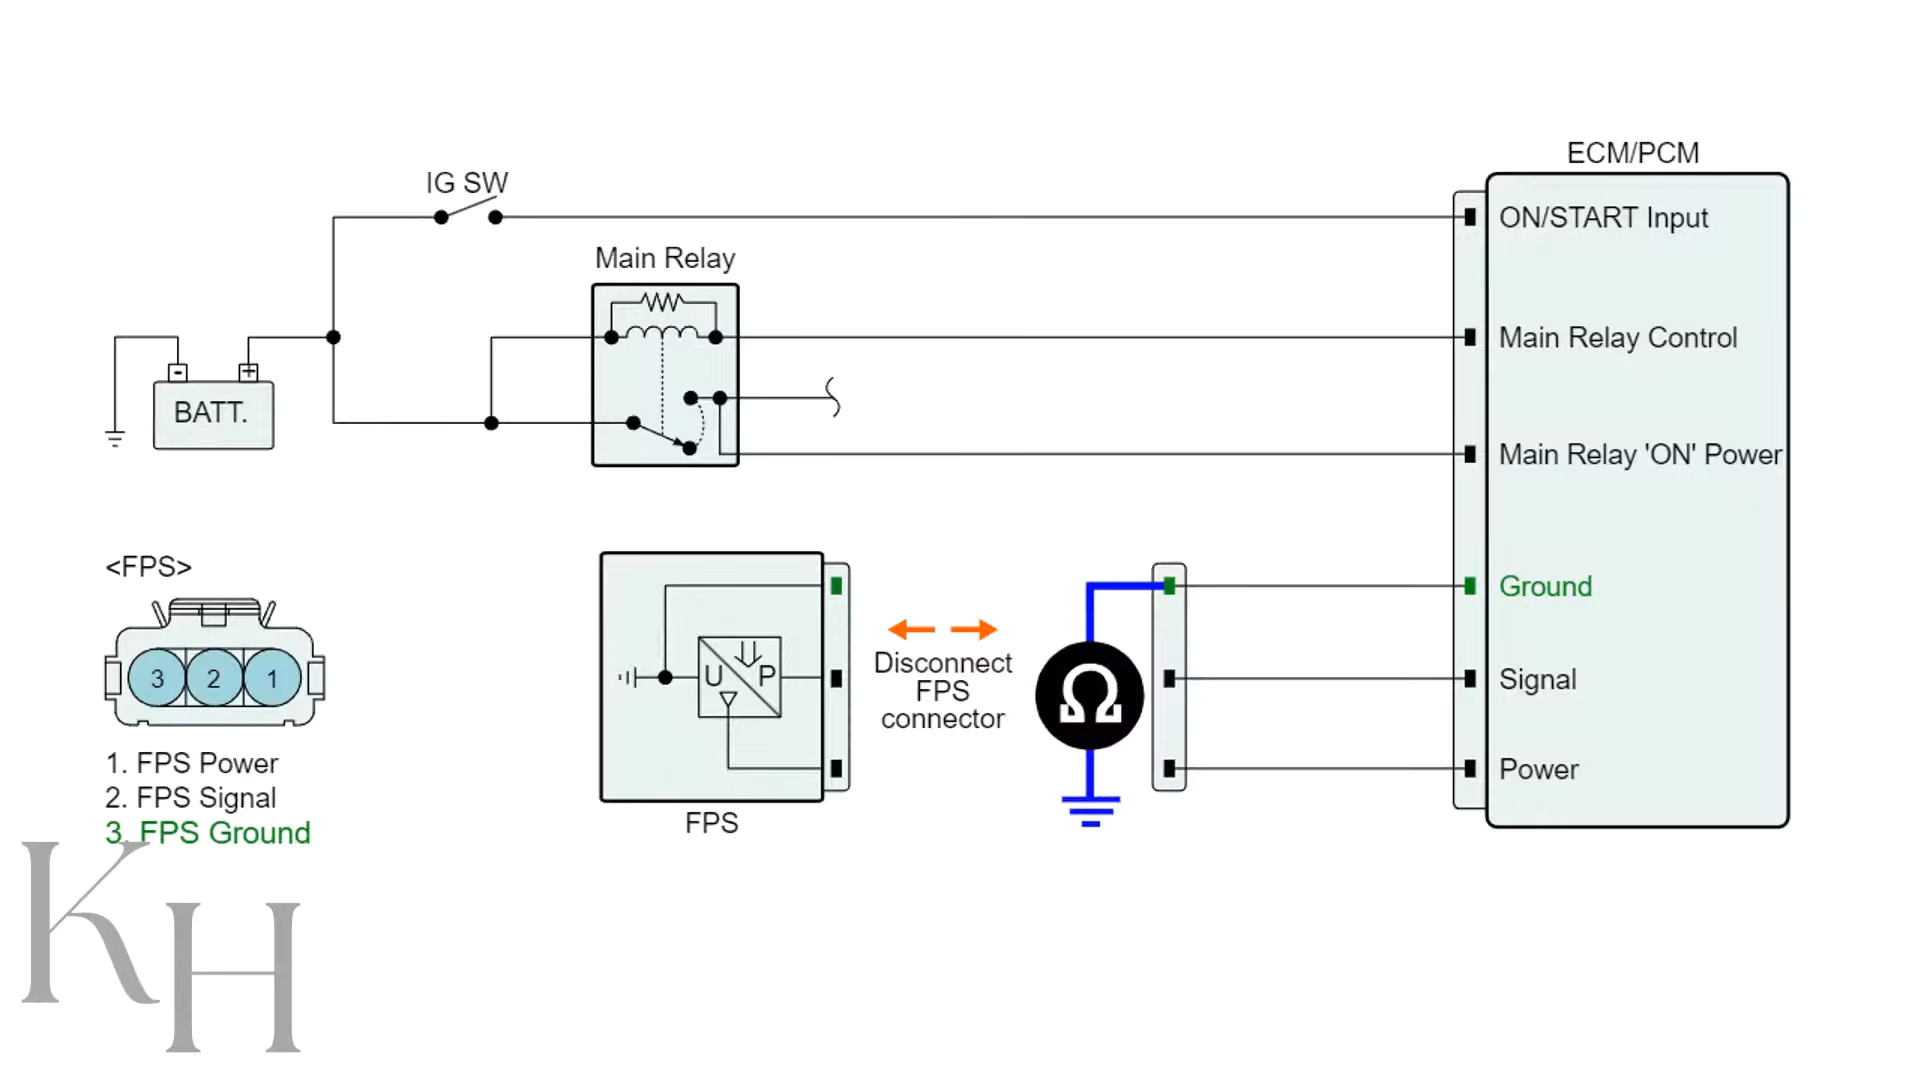 ECM/PCM
IG SW
ON/START Input
Main Relay
Main Relay Control
- +
BATT.
Main Relay 'ON' Power
<FPS>
Ground
U P
Disconnect
FPS
connector
Ω
3 2 1
Signal
1. FPS Power
2. FPS Signal
3. FPS Ground
Power
FPS
KH